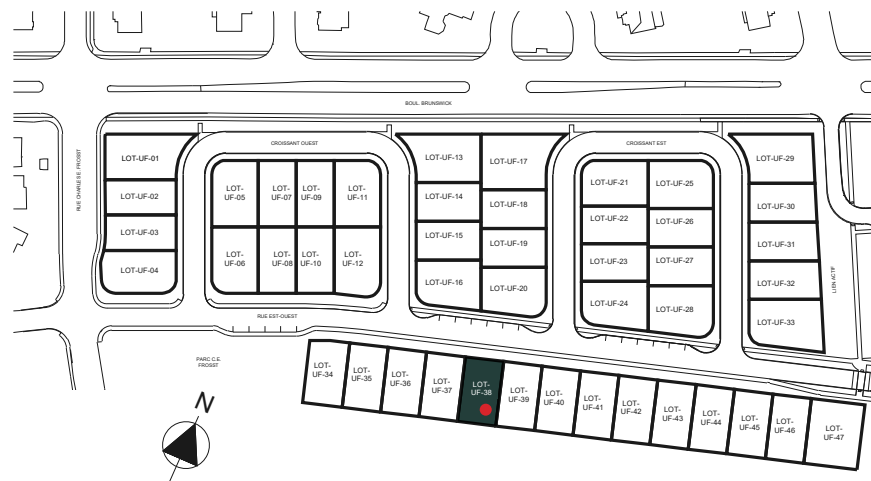 BOUL. BRUNSWICK
RUE CHARLES E. FROSST
CROISSANT OUEST
CROISSANT EST
LOT-UF-01
LOT-UF-02
LOT-UF-03
LOT-UF-04
LOT-
UF-05
LOT-
UF-07
LOT-
UF-09
LOT-
UF-11
LOT-
UF-06
LOT-
UF-08
LOT-
UF-10
LOT-
UF-12
LOT-UF-13
LOT-UF-14
LOT-UF-15
LOT-UF-16
LOT-UF-17
LOT-UF-18
LOT-UF-19
LOT-UF-20
LOT-UF-21
LOT-UF-22
LOT-UF-23
LOT-UF-24
LOT-UF-25
LOT-UF-26
LOT-UF-27
LOT-UF-28
LOT-UF-29
LOT-UF-30
LOT-UF-31
LOT-UF-32
LOT-UF-33
LIEN ACTIF
RUE EST-OUEST
PARC C.E.
FROSST
LOT-
UF-34
LOT-
UF-35
LOT-
UF-36
LOT-
UF-37
LOT-
UF-38
LOT-
UF-39
LOT-
UF-40
LOT-
UF-41
LOT-
UF-42
LOT-
UF-43
LOT-
UF-44
LOT-
UF-45
LOT-
UF-46
LOT-
UF-47
N